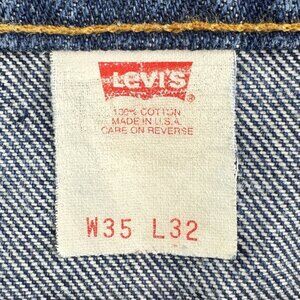 LEVI'S
100% COTTON
MADE IN U.S.A.
CARE ON REVERSE
W35 L32